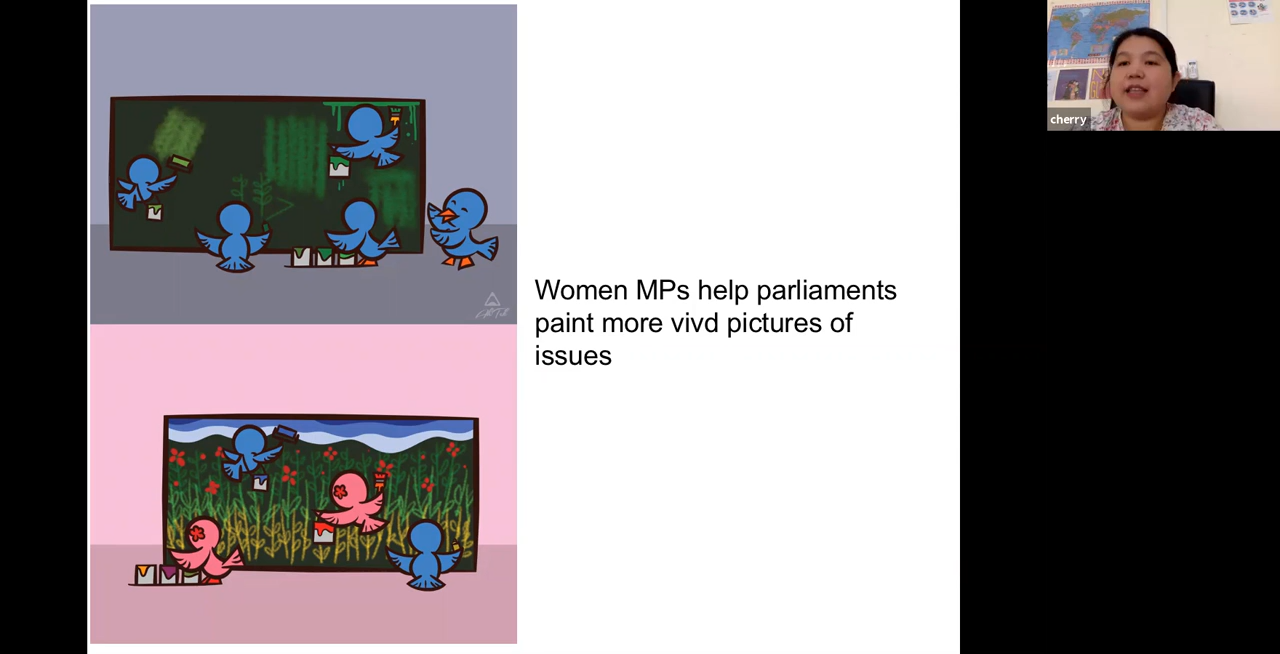 Women MPs help parliaments
paint more vivd pictures of
issues
cherry